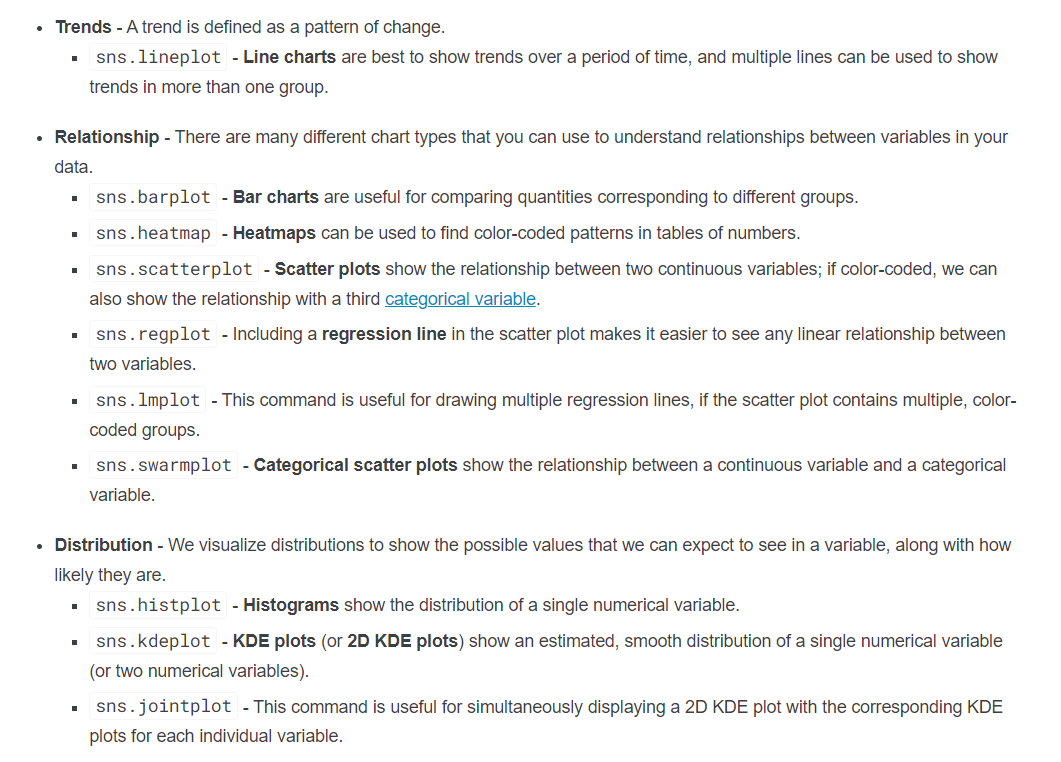 Trends - A trend is defined as a pattern of change.
sns.lineplot - Line charts are best to show trends over a period of time, and multiple lines can be used to show
trends in more than one group.
Relationship - There are many different chart types that you can use to understand relationships between variables in your
data.
sns.barplot - Bar charts are useful for comparing quantities corresponding to different groups.
sns.heatmap - Heatmaps can be used to find color-coded patterns in tables of numbers.
sns.scatterplot - Scatter plots show the relationship between two continuous variables; if color-coded, we can
also show the relationship with a third categorical variable.
sns.regplot - Including a regression line in the scatter plot makes it easier to see any linear relationship between
two variables.
sns.lmplot - This command is useful for drawing multiple regression lines, if the scatter plot contains multiple, color-
coded groups.
sns.swarmplot - Categorical scatter plots show the relationship between a continuous variable and a categorical
variable.
Distribution - We visualize distributions to show the possible values that we can expect to see in a variable, along with how
likely they are.
sns.histplot - Histograms show the distribution of a single numerical variable.
sns.kdeplot - KDE plots (or 2D KDE plots) show an estimated, smooth distribution of a single numerical variable
(or two numerical variables).
sns.jointplot - This command is useful for simultaneously displaying a 2D KDE plot with the corresponding KDE
plots for each individual variable.